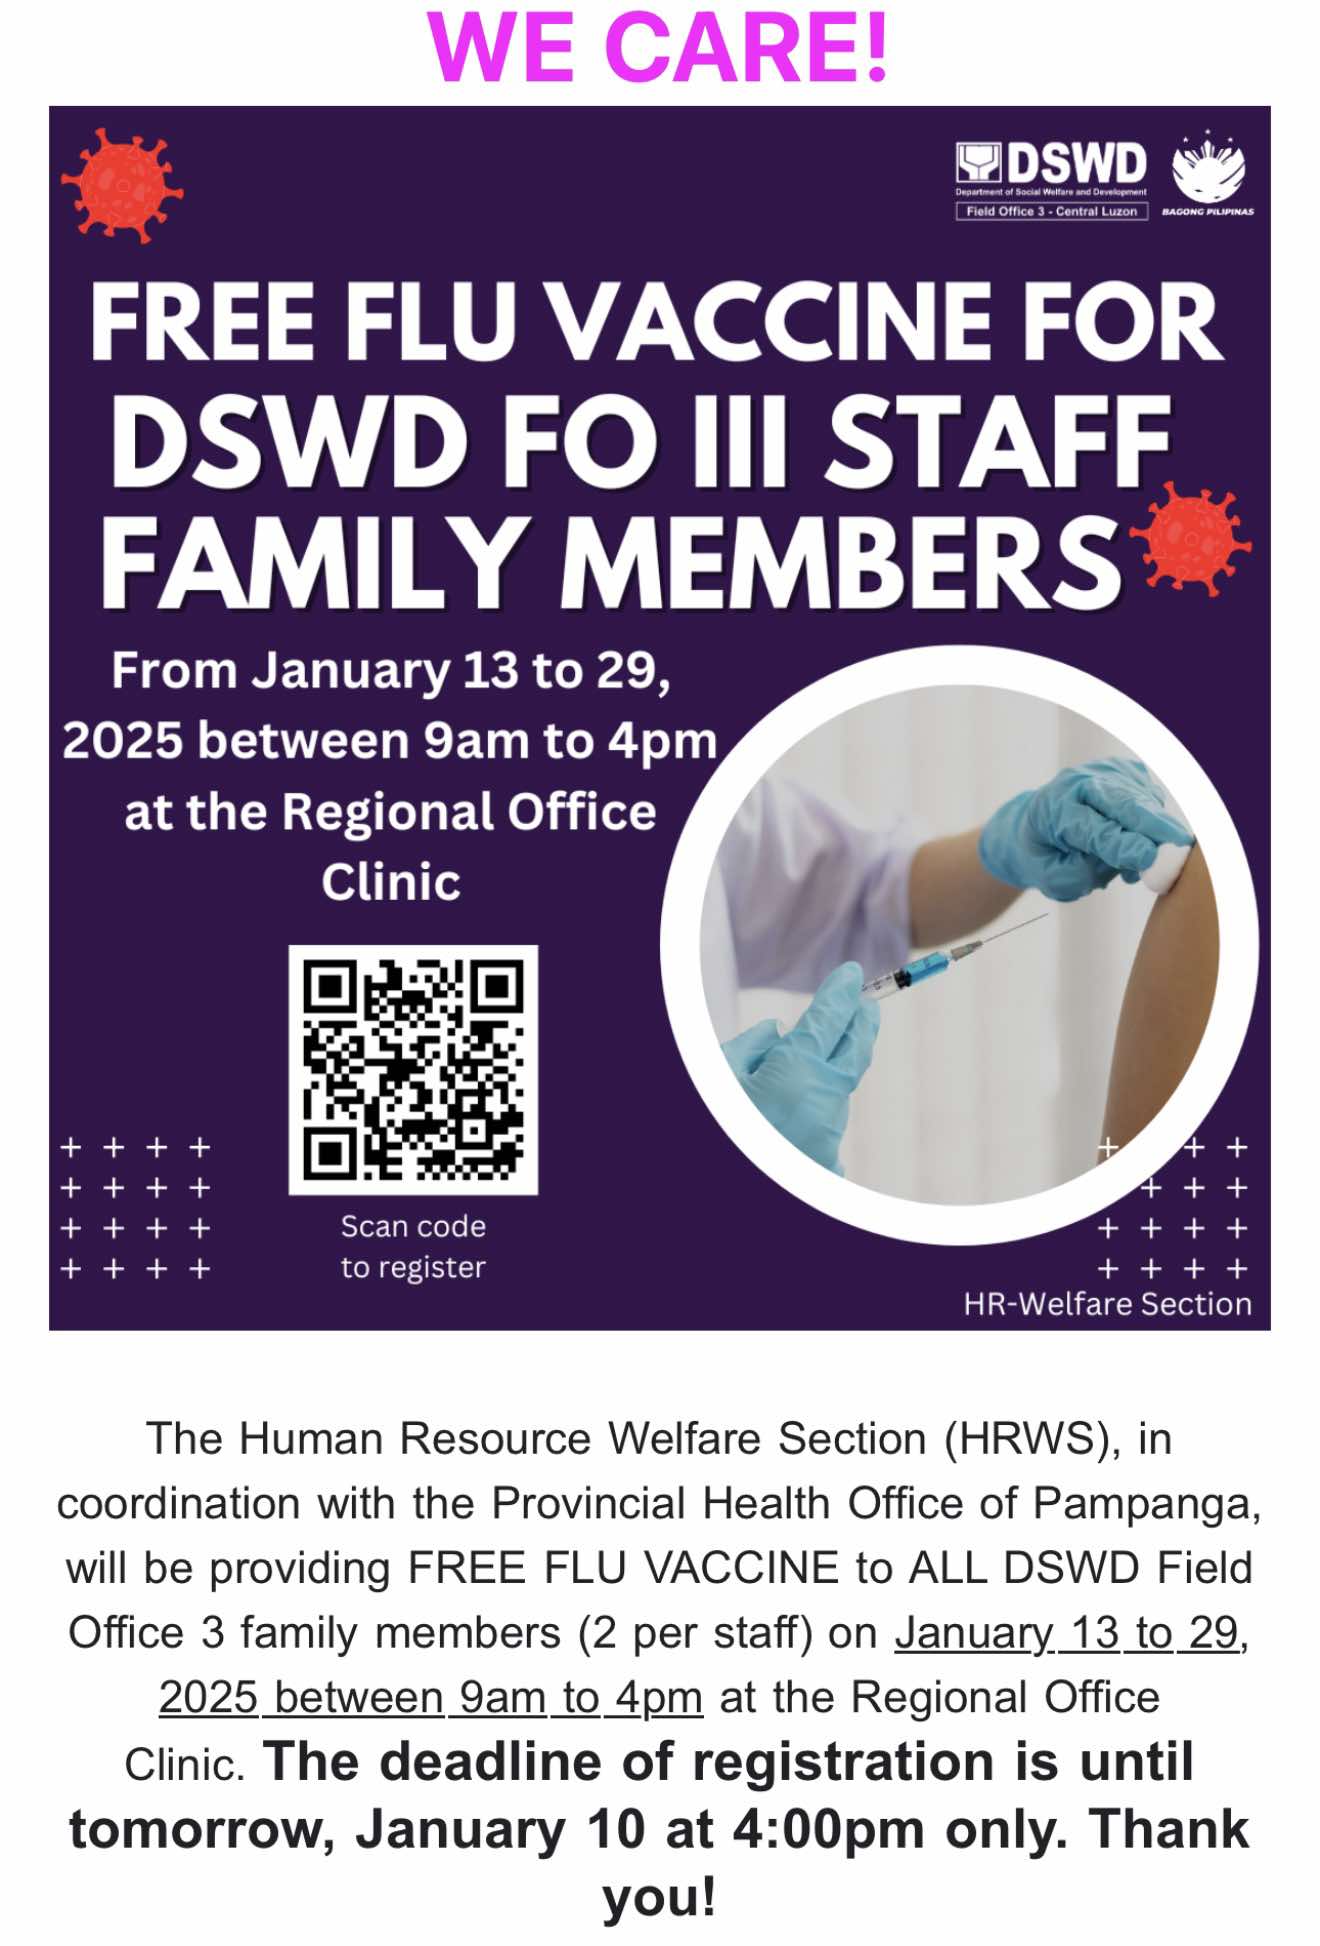 WE CARE!
DSWD
Department of Social Welfare and Development
Field Office 3 - Central Luzon
BAGONG PILIPINAS
FREE FLU VACCINE FOR
DSWD FO III STAFF
FAMILY MEMBERS
From January 13 to 29,
2025 between 9am to 4pm
at the Regional Office
Clinic
Scan code
to register
HR-Welfare Section
The Human Resource Welfare Section (HRWS), in
coordination with the Provincial Health Office of Pampanga,
will be providing FREE FLU VACCINE to ALL DSWD Field
Office 3 family members (2 per staff) on January 13 to 29,
2025 between 9am to 4pm at the Regional Office
Clinic. The deadline of registration is until
tomorrow, January 10 at 4:00pm only. Thank
you!